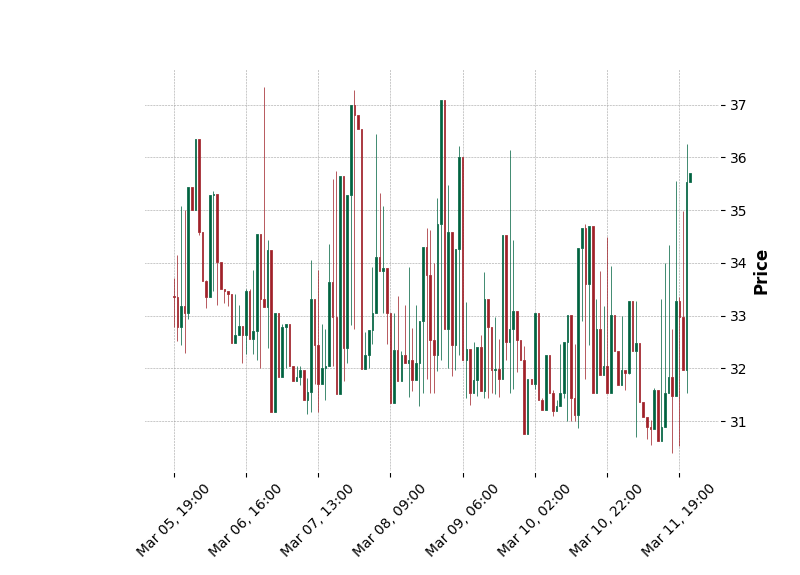 37
36
35
34
33
32
31
Price
Mar 05, 19:00
Mar 06, 16:00
Mar 07, 13:00
Mar 08, 09:00
Mar 09, 06:00
Mar 10, 02:00
Mar 10, 22:00
Mar 11, 19:00